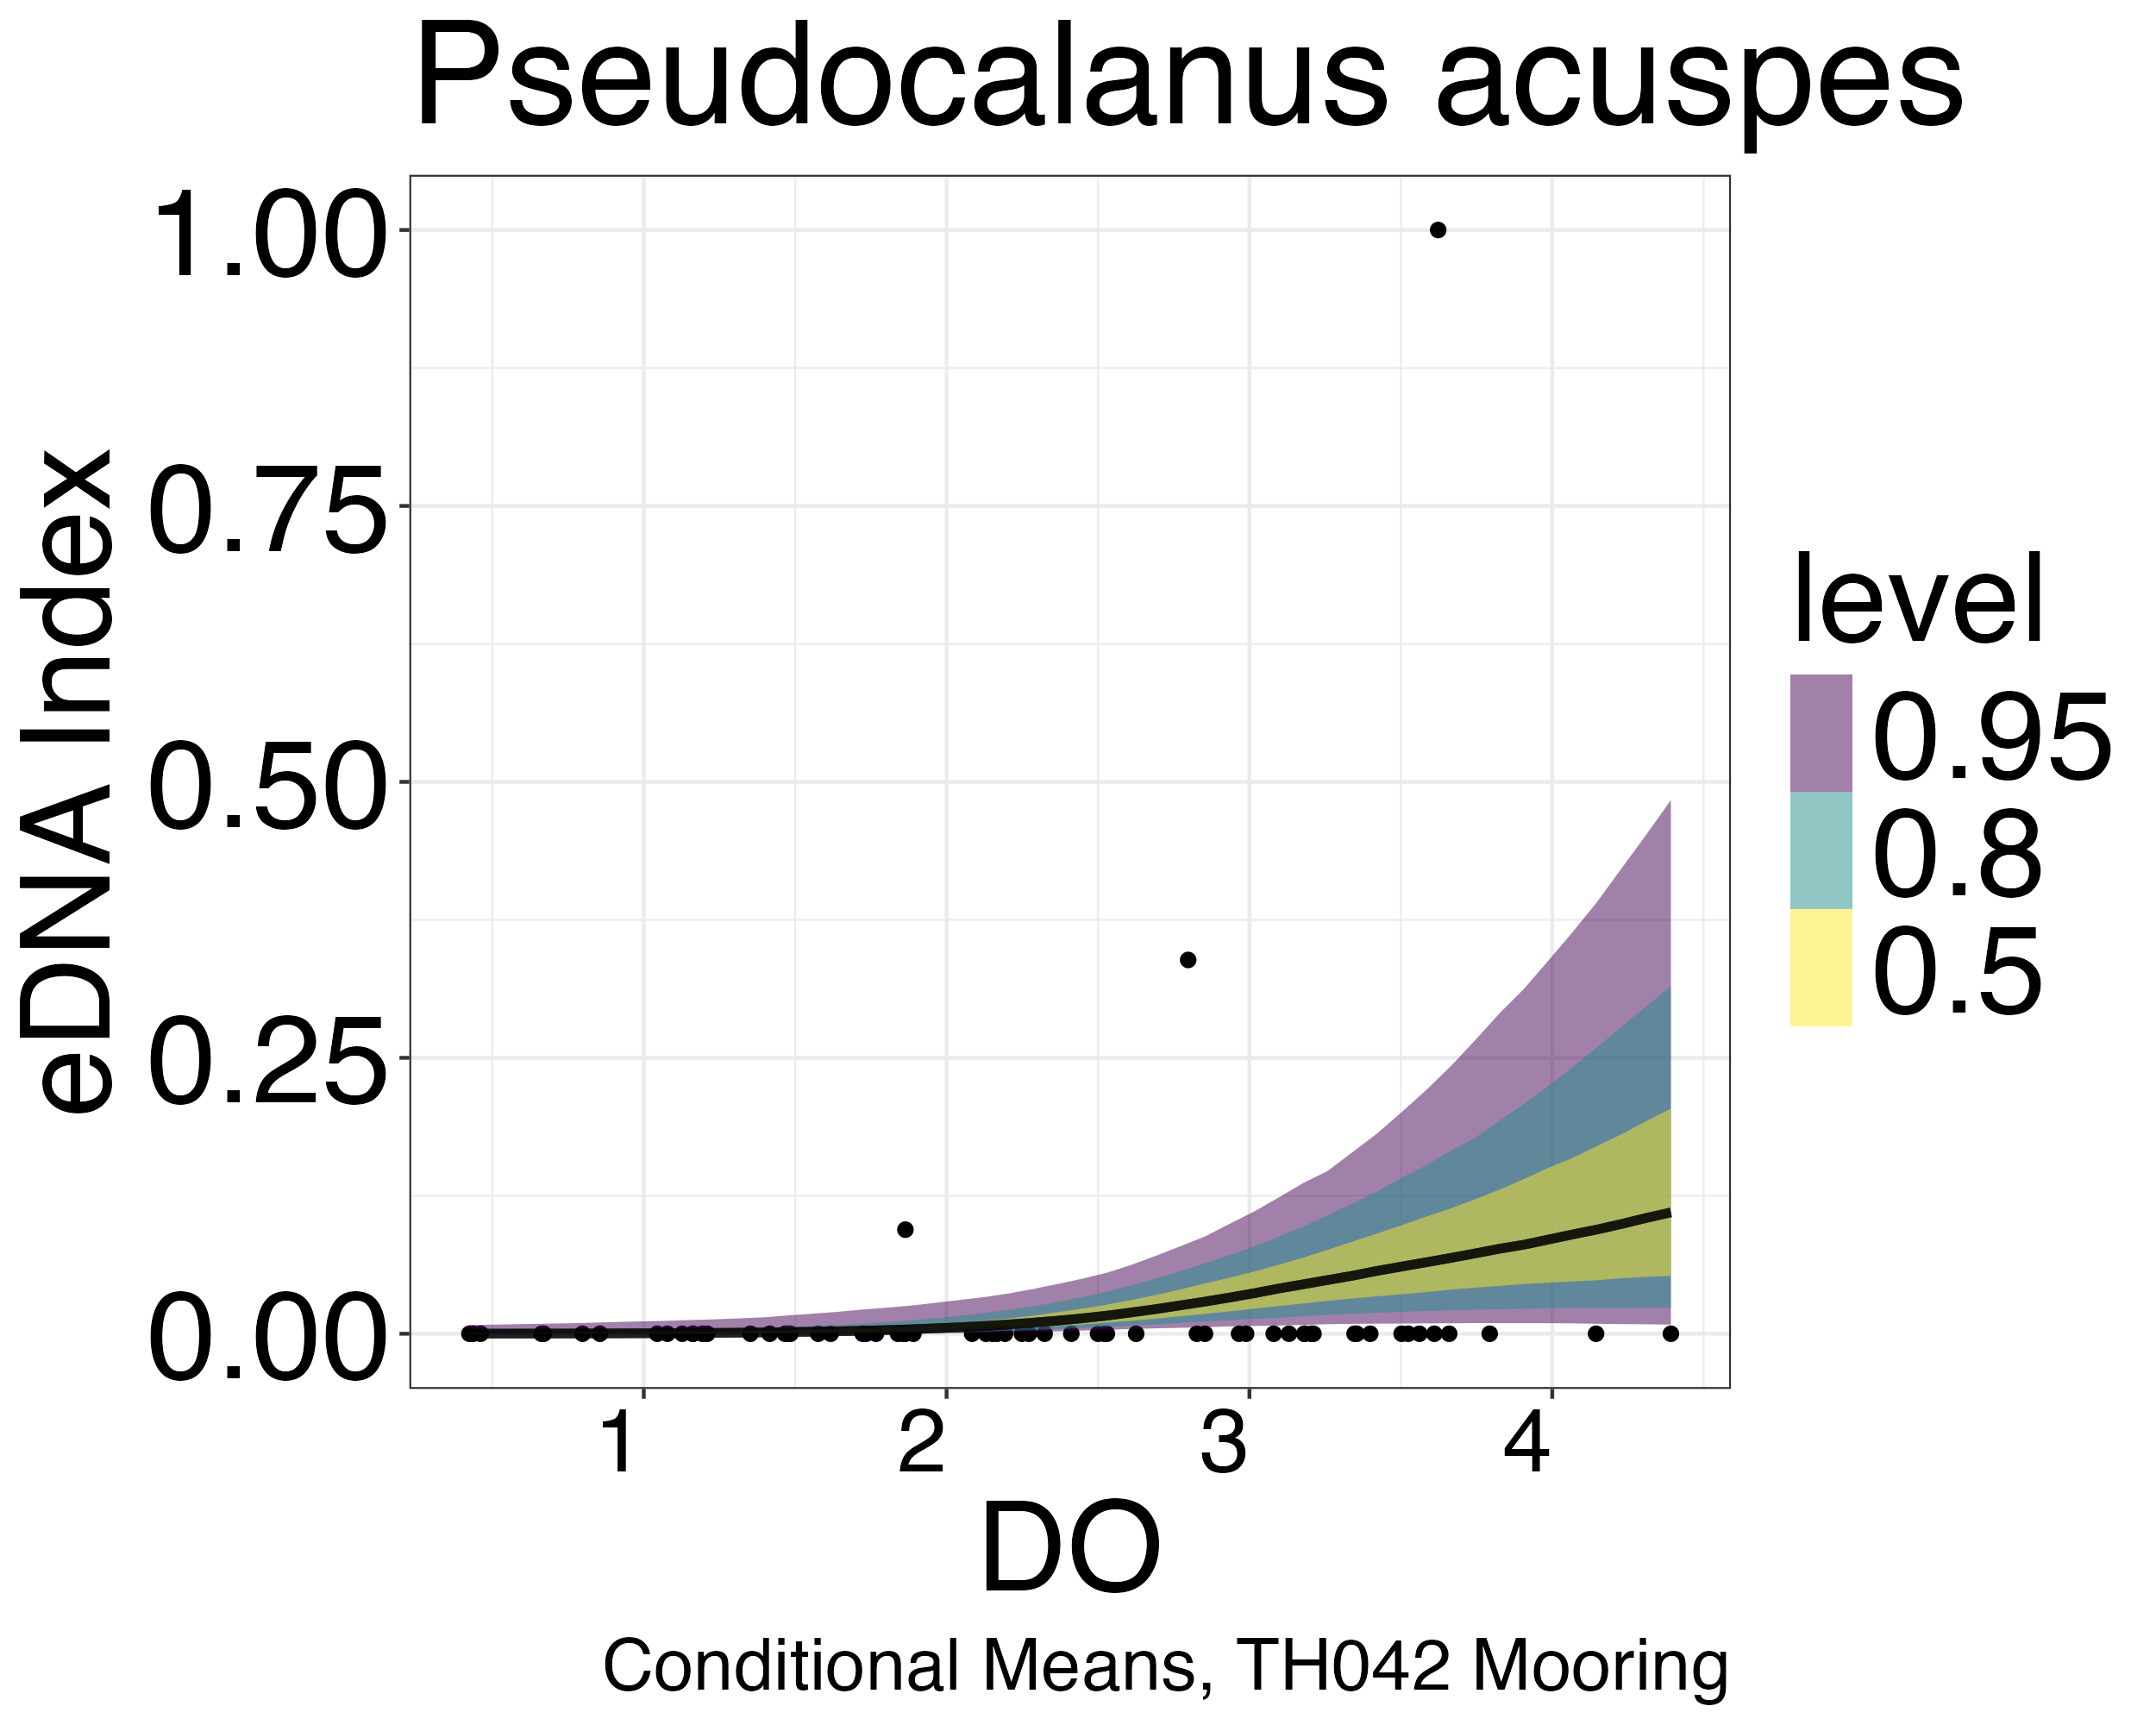 Pseudocalanus acuspes
eDNA Index
1.00
0.75
0.50
0.25
0.00
1 2 3 4
DO
Conditional Means, TH042 Mooring
level
0.95
0.8
0.5